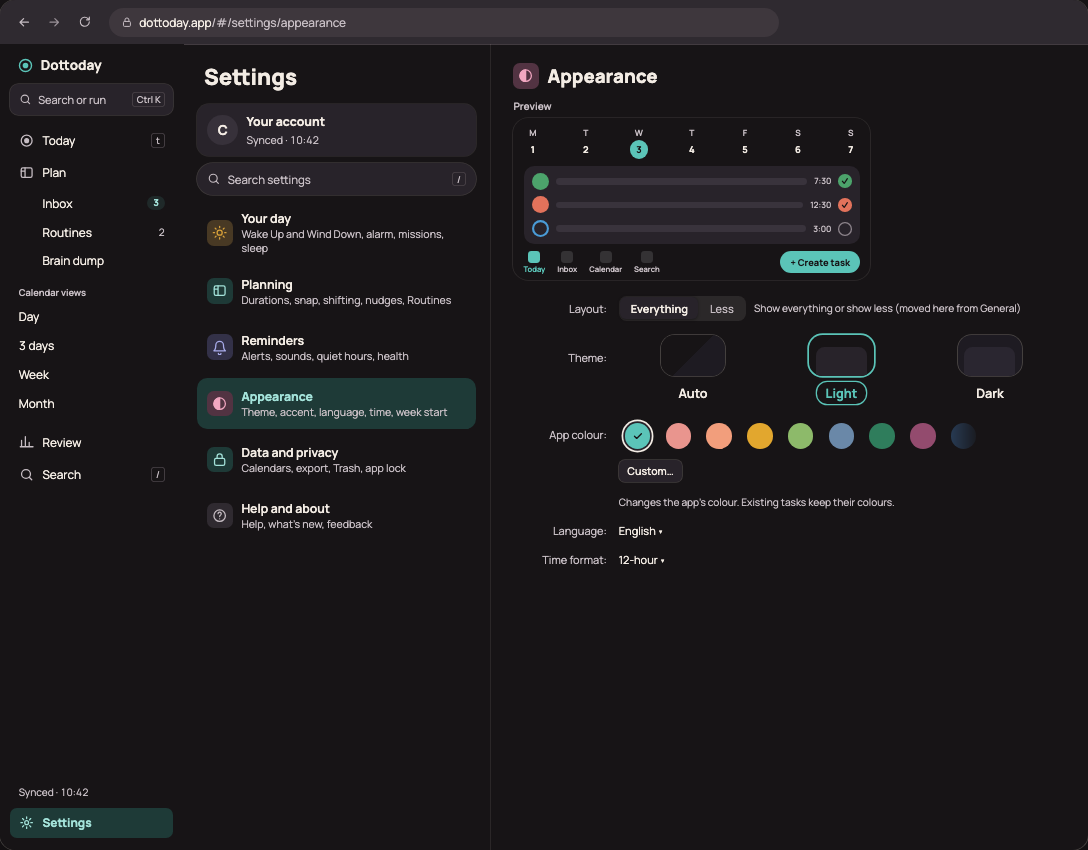 dottoday.app/#/settings/appearance
Dottoday
Search or run Ctrl K
Today t
Plan
Inbox 3
Routines 2
Brain dump
Calendar views
Day
3 days
Week
Month
Review
Search /
Synced · 10:42
Settings
Settings
C
Your account
Synced · 10:42
Search settings /
Your day
Wake Up and Wind Down, alarm, missions,
sleep
Planning
Durations, snap, shifting, nudges, Routines
Reminders
Alerts, sounds, quiet hours, health
Appearance
Theme, accent, language, time, week start
Data and privacy
Calendars, export, Trash, app lock
Help and about
Help, what's new, feedback
Appearance
Preview
M T W T F S S
1 2 3 4 5 6 7
7:30
12:30
3:00
Today Inbox Calendar Search
+ Create task
Layout: Everything Less Show everything or show less (moved here from General)
Theme:
Auto Light Dark
App colour:
Custom...
Changes the app's colour. Existing tasks keep their colours.
Language: English ▾
Time format: 12-hour ▾